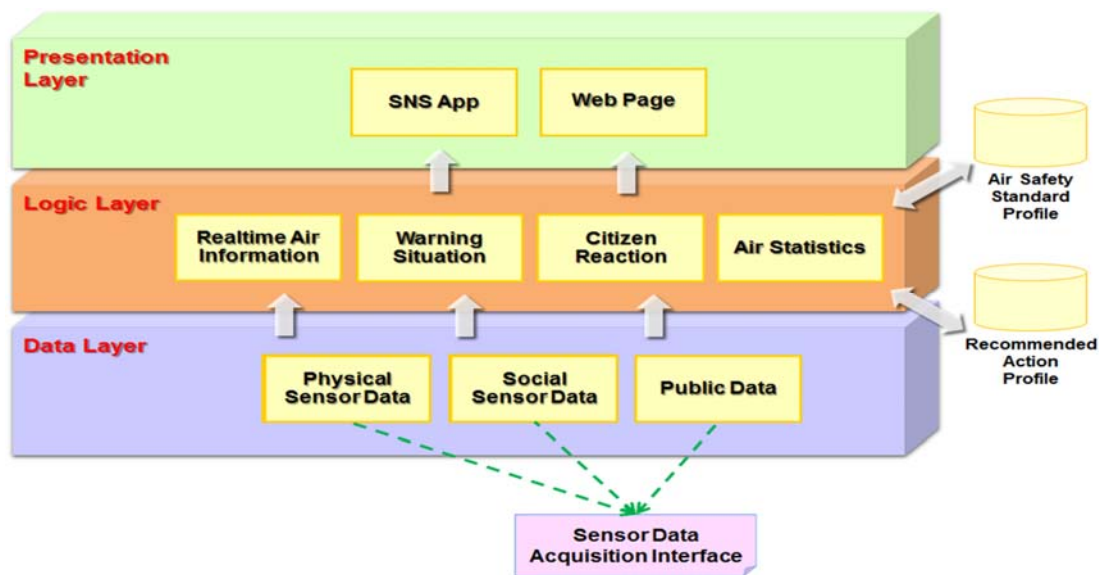 Presentation
Layer
SNS App
Web Page
Air Safety
Standard
Profile
Logic Layer
Realtime Air
Information
Warning
Situation
Citizen
Reaction
Air Statistics
Recommended
Action
Profile
Data Layer
Physical
Sensor Data
Social
Sensor Data
Public Data
Sensor Data
Acquisition Interface